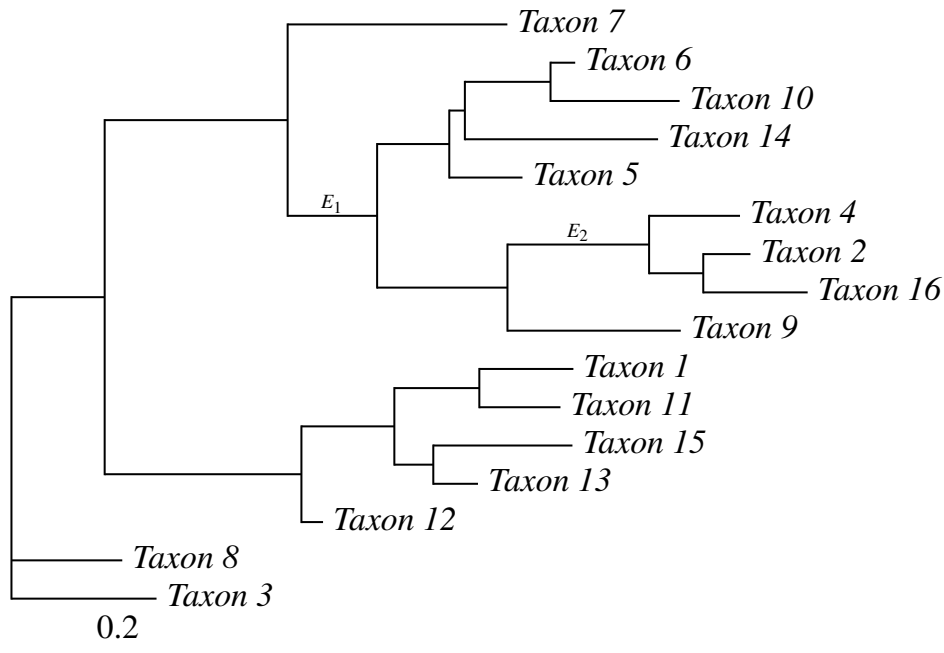 Taxon 7
Taxon 6
Taxon 10
Taxon 14
Taxon 5
E1
Taxon 4
E2
Taxon 2
Taxon 16
Taxon 9
Taxon 1
Taxon 11
Taxon 15
Taxon 13
Taxon 12
Taxon 8
Taxon 3
0.2